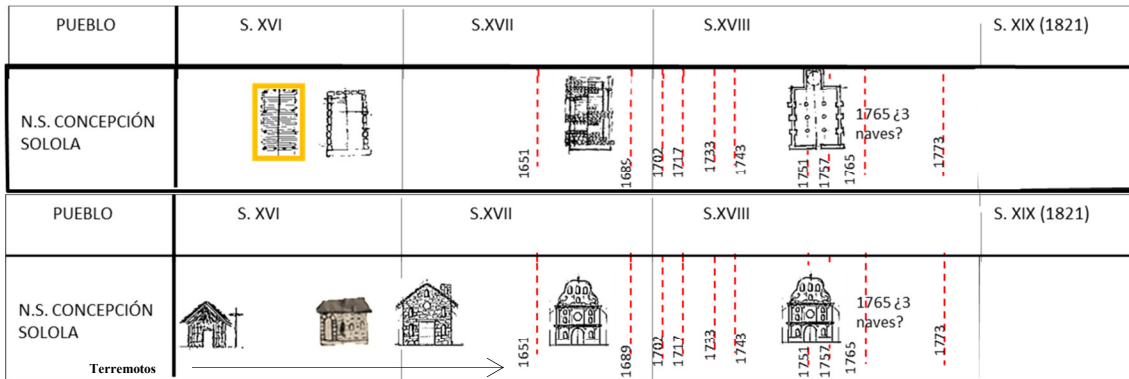 PUEBLO S. XVI S.XVII S.XVIII S. XIX (1821)
N.S. CONCEPCIÓN
SOLOLA
1651
1685
1702
1717
1733
1743
1751
1757
1765
1765 ¿3
naves?
1773
PUEBLO S. XVI S.XVII S.XVIII S. XIX (1821)
N.S. CONCEPCIÓN
SOLOLA
1651
1689
1702
1717
1733
1743
1751
1757
1765
1765 ¿3
naves?
1773
Terremotos